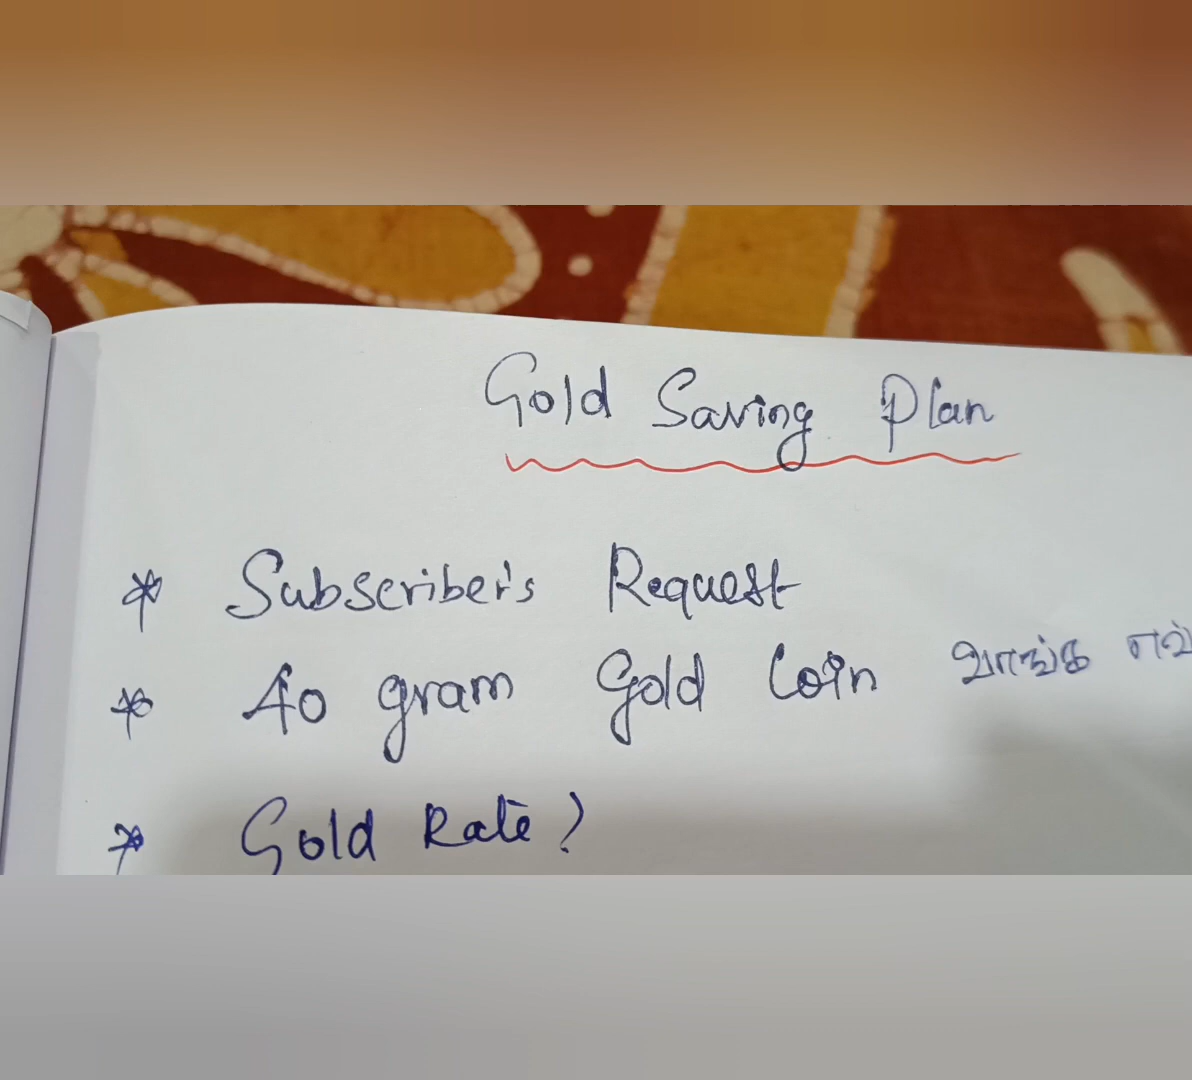 Gold Saving Plan
* Subscriber's Request
* 40 gram Gold Coin வாங்க
* Gold Rate?